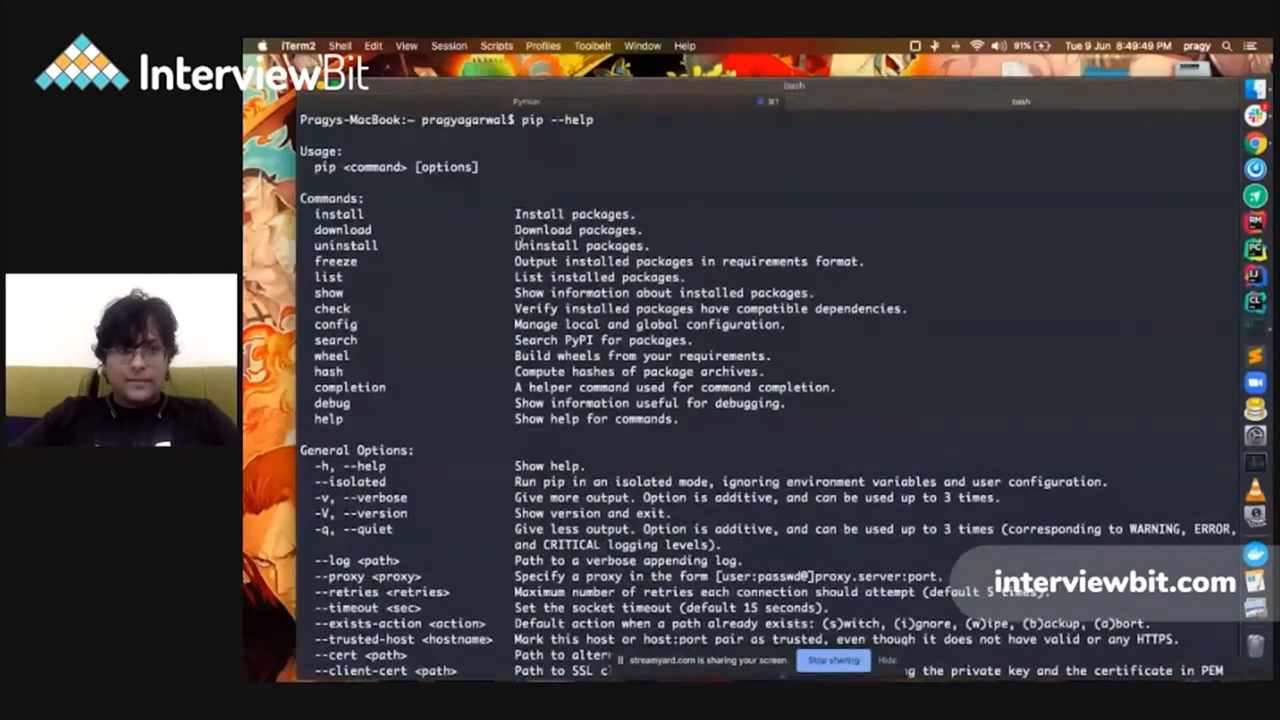 InterviewBit
iTerm2 Shell Edit View Session Scripts Profiles Toolbelt Window Help 91% Tue 9 Jun 8:49:49 PM pragy
bash
Python ⌘1 bash
Pragys-MacBook:~ pragyagarwal$ pip --help
Usage:
pip <command> [options]
Commands:
install Install packages.
download Download packages.
uninstall Uninstall packages.
freeze Output installed packages in requirements format.
list List installed packages.
show Show information about installed packages.
check Verify installed packages have compatible dependencies.
config Manage local and global configuration.
search Search PyPI for packages.
wheel Build wheels from your requirements.
hash Compute hashes of package archives.
completion A helper command used for command completion.
debug Show information useful for debugging.
help Show help for commands.
General Options:
-h, --help Show help.
--isolated Run pip in an isolated mode, ignoring environment variables and user configuration.
-v, --verbose Give more output. Option is additive, and can be used up to 3 times.
-V, --version Show version and exit.
-q, --quiet Give less output. Option is additive, and can be used up to 3 times (corresponding to WARNING, ERROR,
and CRITICAL logging levels).
--log <path> Path to a verbose appending log.
--proxy <proxy> Specify a proxy in the form [user:passwd@]proxy.server:port.
--retries <retries> Maximum number of retries each connection should attempt (default 5 times).
--timeout <sec> Set the socket timeout (default 15 seconds).
--exists-action <action> Default action when a path already exists: (s)witch, (i)gnore, (w)ipe, (b)ackup, (a)bort.
--trusted-host <hostname> Mark this host or host:port pair as trusted, even though it does not have valid or any HTTPS.
--cert <path> Path to alter
--client-cert <path> Path to SSL cl g the private key and the certificate in PEM
interviewbit.com
streamyard.com is sharing your screen. Stop sharing Hide